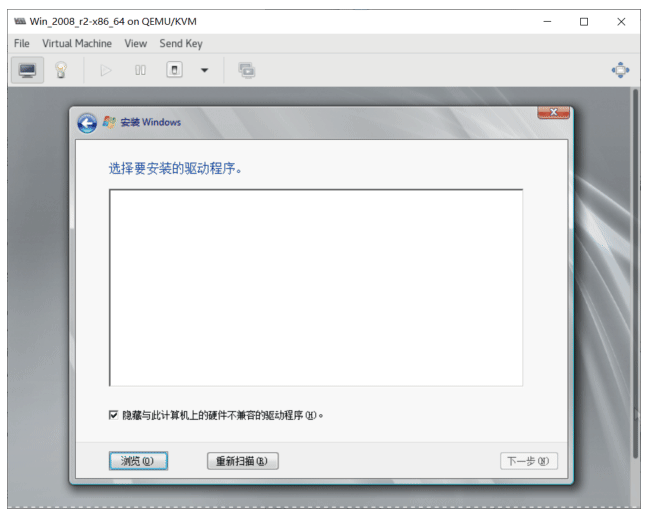 Win_2008_r2-x86_64 on QEMU/KVM
File Virtual Machine View Send Key
安装 Windows
选择要安装的驱动程序。
隐藏与此计算机上的硬件不兼容的驱动程序(H)。
浏览(O) 重新扫描(R) 下一步(N)